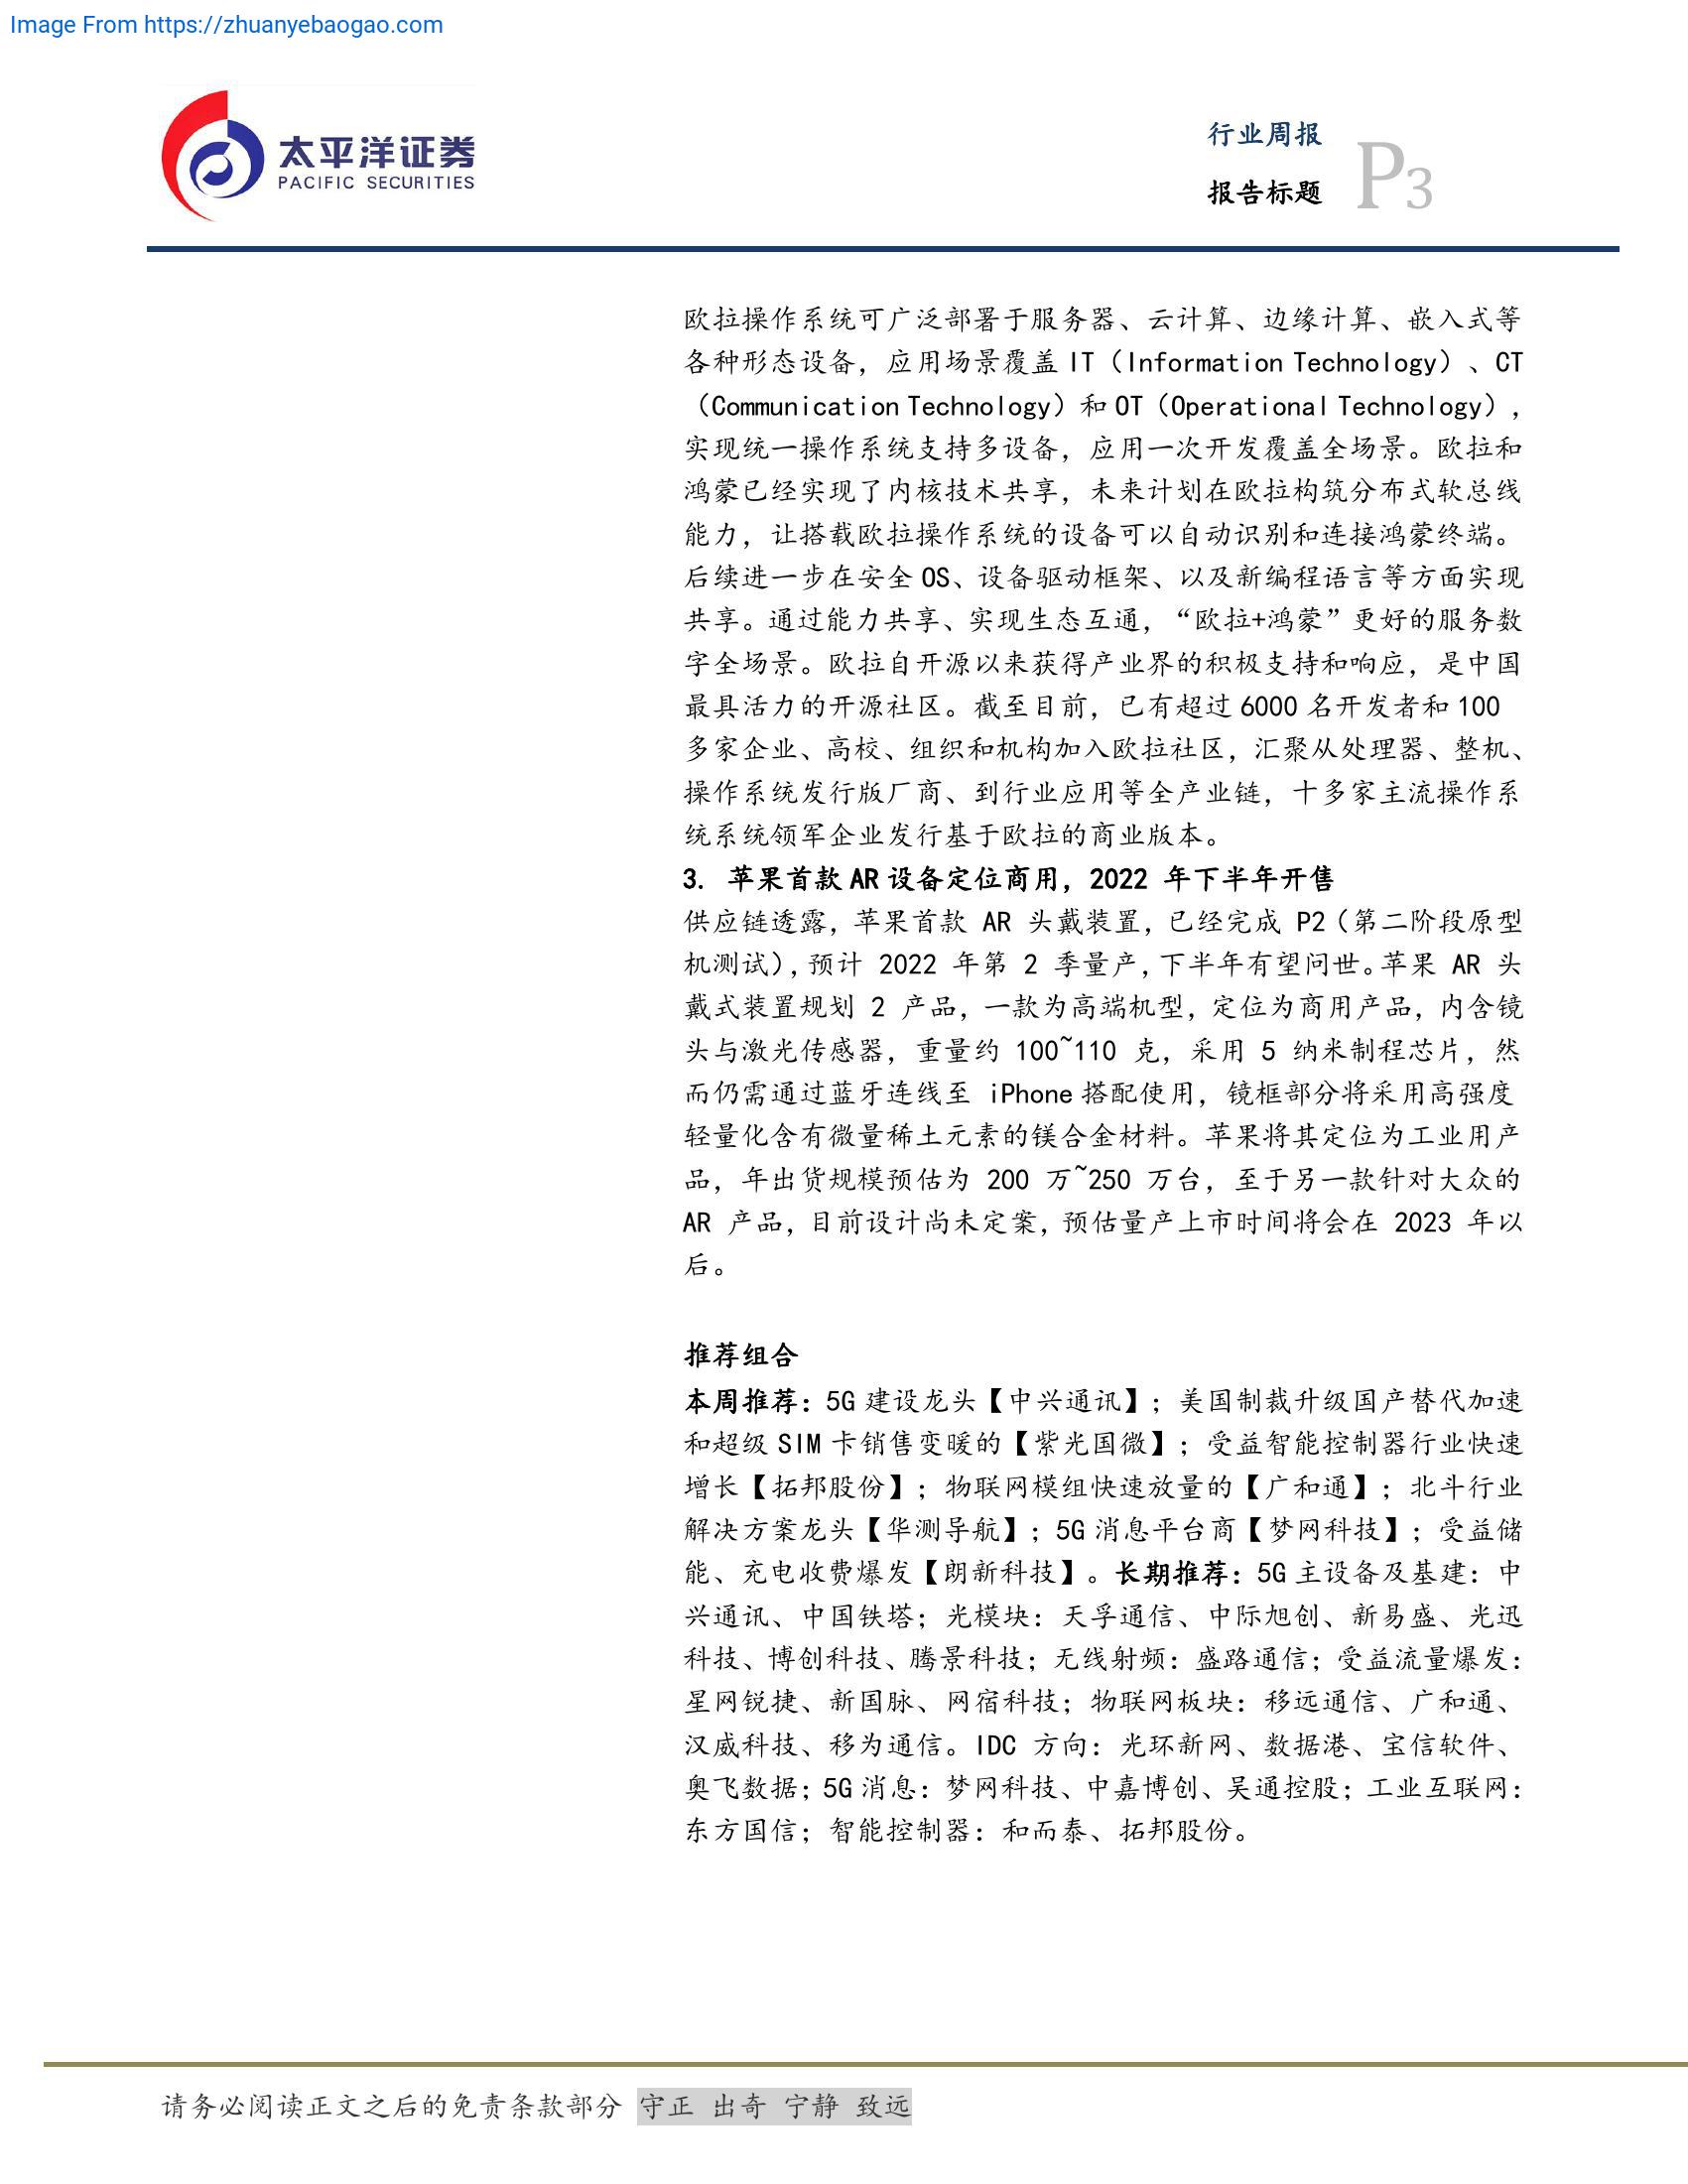 Image From https://zhuanyebaogao.com
太平洋证券
PACIFIC SECURITIES
行业周报
报告标题
P3
欧拉操作系统可广泛部署于服务器、云计算、边缘计算、嵌入式等
各种形态设备，应用场景覆盖 IT（Information Technology）、CT
（Communication Technology）和 OT（Operational Technology），
实现统一操作系统支持多设备，应用一次开发覆盖全场景。欧拉和
鸿蒙已经实现了内核技术共享，未来计划在欧拉构筑分布式软总线
能力，让搭载欧拉操作系统的设备可以自动识别和连接鸿蒙终端。
后续进一步在安全 OS、设备驱动框架、以及新编程语言等方面实现
共享。通过能力共享、实现生态互通，“欧拉+鸿蒙”更好的服务数
字全场景。欧拉自开源以来获得产业界的积极支持和响应，是中国
最具活力的开源社区。截至目前，已有超过 6000 名开发者和 100
多家企业、高校、组织和机构加入欧拉社区，汇聚从处理器、整机、
操作系统发行版厂商、到行业应用等全产业链，十多家主流操作系
统系统领军企业发行基于欧拉的商业版本。
3. 苹果首款 AR 设备定位商用，2022 年下半年开售
供应链透露，苹果首款 AR 头戴装置，已经完成 P2（第二阶段原型
机测试），预计 2022 年第 2 季量产，下半年有望问世。苹果 AR 头
戴式装置规划 2 产品，一款为高端机型，定位为商用产品，内含镜
头与激光传感器，重量约 100~110 克，采用 5 纳米制程芯片，然
而仍需通过蓝牙连线至 iPhone 搭配使用，镜框部分将采用高强度
轻量化含有微量稀土元素的镁合金材料。苹果将其定位为工业用产
品，年出货规模预估为 200 万~250 万台，至于另一款针对大众的
AR 产品，目前设计尚未定案，预估量产上市时间将会在 2023 年以
后。
推荐组合
本周推荐：5G 建设龙头【中兴通讯】；美国制裁升级国产替代加速
和超级 SIM 卡销售变暖的【紫光国微】；受益智能控制器行业快速
增长【拓邦股份】；物联网模组快速放量的【广和通】；北斗行业
解决方案龙头【华测导航】；5G 消息平台商【梦网科技】；受益储
能、充电收费爆发【朗新科技】。长期推荐：5G 主设备及基建：中
兴通讯、中国铁塔；光模块：天孚通信、中际旭创、新易盛、光迅
科技、博创科技、腾景科技；无线射频：盛路通信；受益流量爆发：
星网锐捷、新国脉、网宿科技；物联网板块：移远通信、广和通、
汉威科技、移为通信。IDC 方向：光环新网、数据港、宝信软件、
奥飞数据；5G 消息：梦网科技、中嘉博创、吴通控股；工业互联网：
东方国信；智能控制器：和而泰、拓邦股份。
请务必阅读正文之后的免责条款部分 守正 出奇 宁静 致远